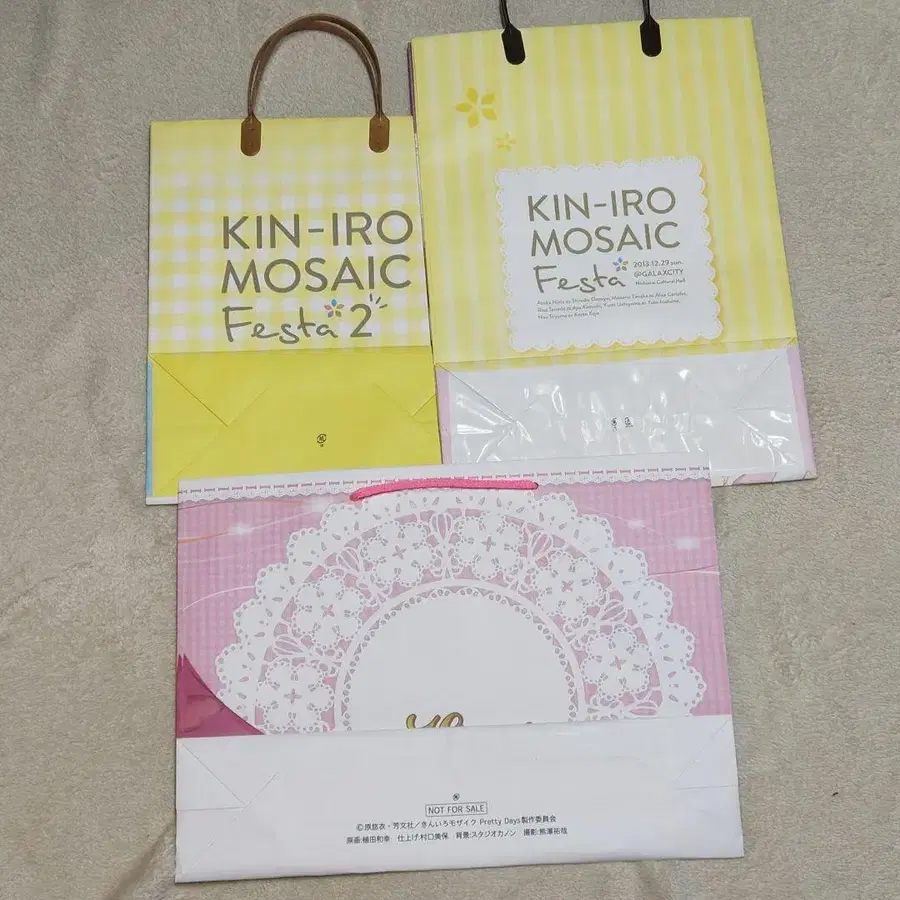 KIN-IRO
MOSAIC
Festa 2
KIN-IRO
MOSAIC
Festa
2013.12.29 sun.
@GALAXCITY
NOT FOR SALE
©原悠衣・芳文社／きんいろモザイク Pretty Days製作委員会
原画:植田和幸 仕上げ:村口美保 背景:スタジオカノン 撮影:熊澤祐哉